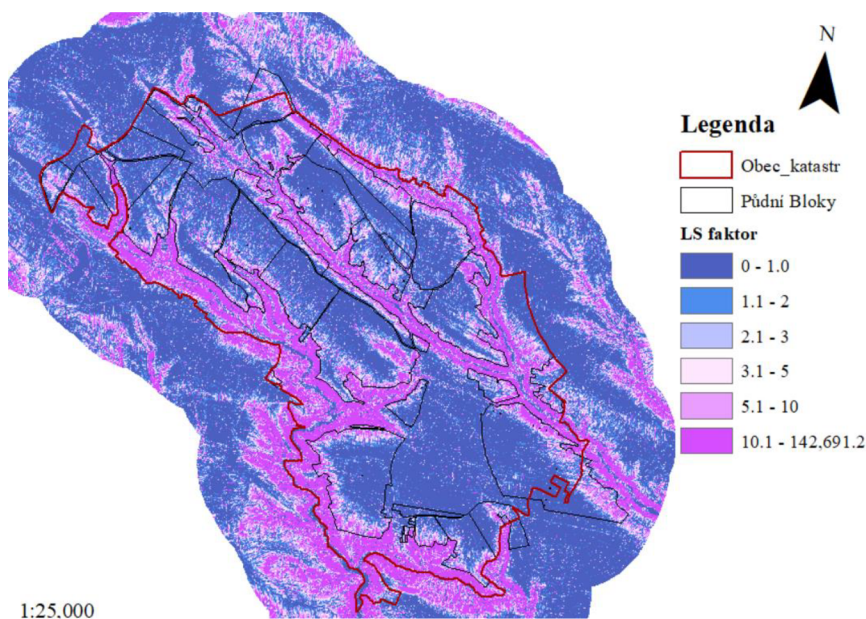 N
Legenda
Obec_katastr
Půdní Bloky
LS faktor
0 - 1.0
1.1 - 2
2.1 - 3
3.1 - 5
5.1 - 10
10.1 - 142,691.2
1:25,000